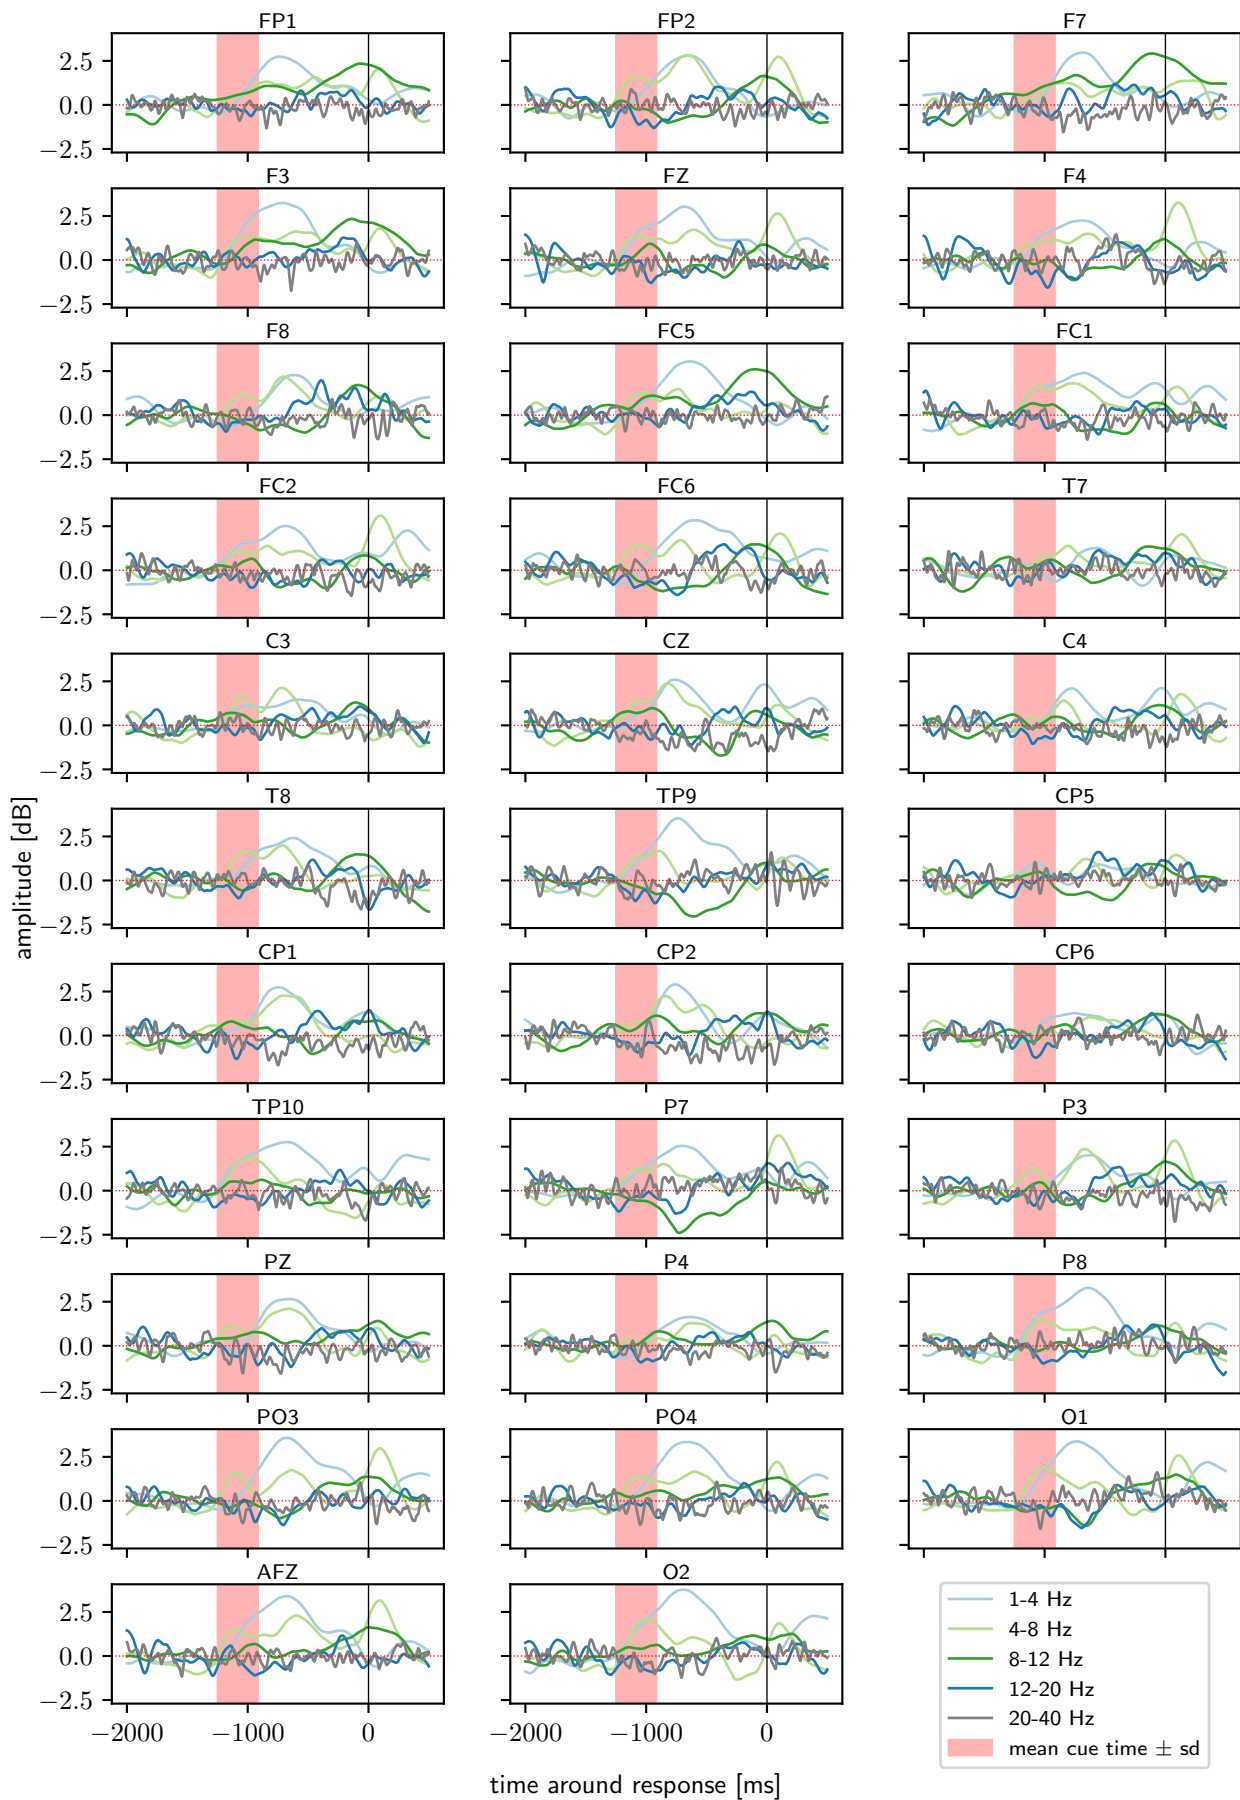 FP1 FP2 F7
2.5
0.0
−2.5
F3 FZ F4
2.5
0.0
−2.5
F8 FC5 FC1
2.5
0.0
−2.5
FC2 FC6 T7
2.5
0.0
−2.5
C3 CZ C4
2.5
0.0
−2.5
T8 TP9 CP5
2.5
0.0
−2.5
amplitude [dB]
CP1 CP2 CP6
2.5
0.0
−2.5
TP10 P7 P3
2.5
0.0
−2.5
PZ P4 P8
2.5
0.0
−2.5
PO3 PO4 O1
2.5
0.0
−2.5
AFZ O2
2.5
0.0
−2.5
−2000 −1000 0 −2000 −1000 0
1-4 Hz
4-8 Hz
8-12 Hz
12-20 Hz
20-40 Hz
mean cue time ± sd
time around response [ms]